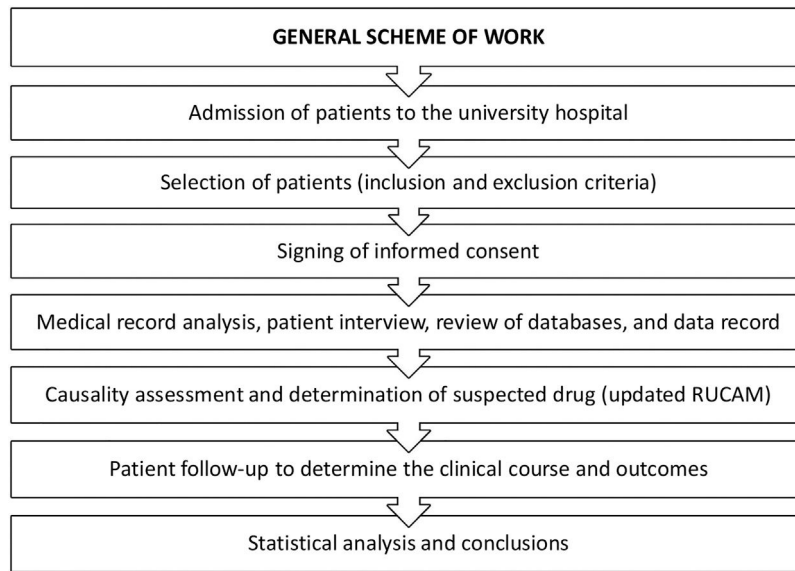 GENERAL SCHEME OF WORK
Admission of patients to the university hospital
Selection of patients (inclusion and exclusion criteria)
Signing of informed consent
Medical record analysis, patient interview, review of databases, and data record
Causality assessment and determination of suspected drug (updated RUCAM)
Patient follow-up to determine the clinical course and outcomes
Statistical analysis and conclusions